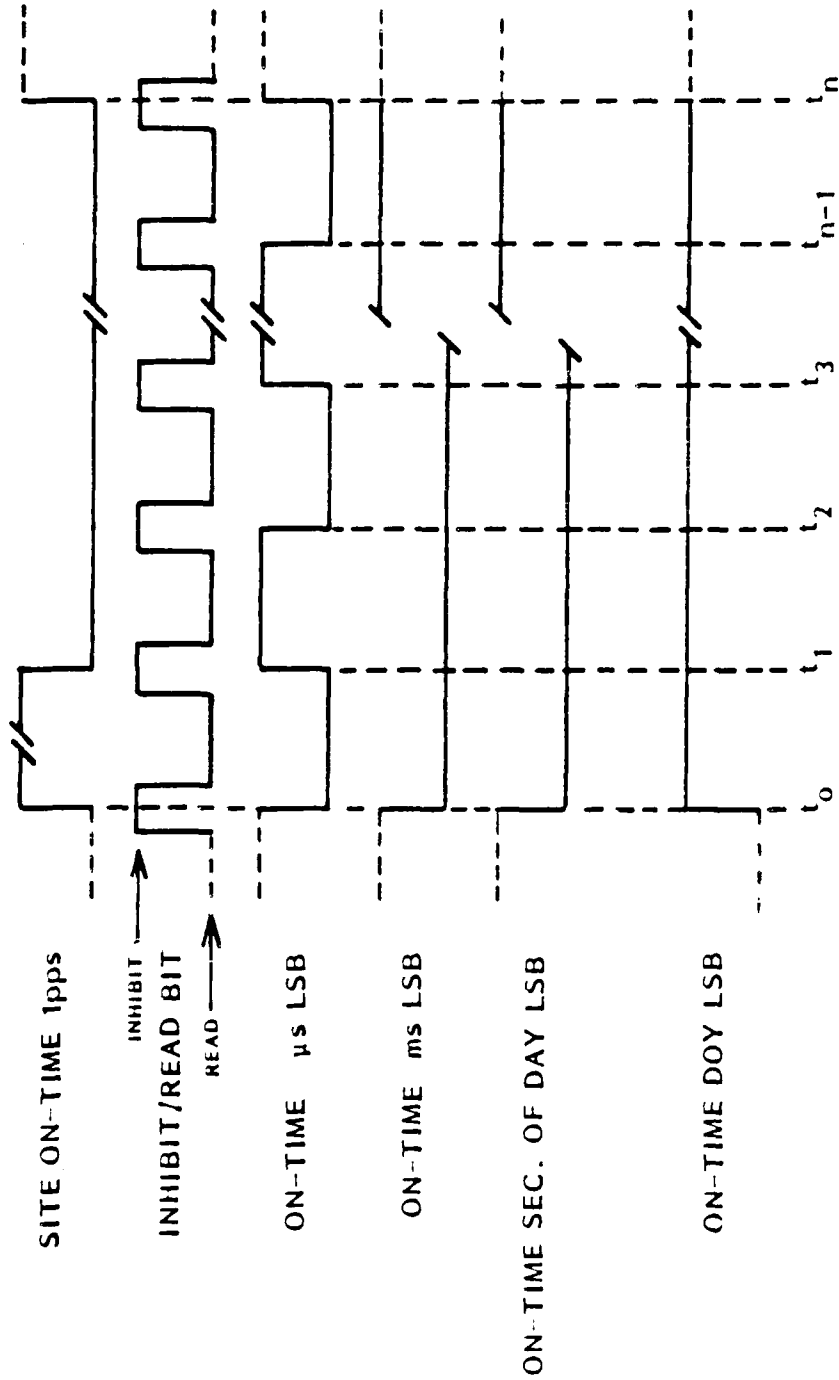 SITE ON-TIME 1pps
INHIBIT
INHIBIT/READ BIT
READ
ON-TIME μs LSB
ON-TIME ms LSB
ON-TIME SEC. OF DAY LSB
ON-TIME DOY LSB
t₀ t₁ t₂ t₃ tₙ₋₁ tₙ